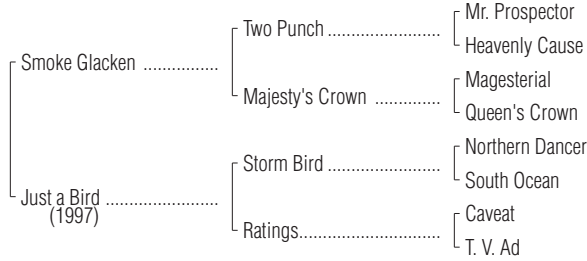 Mr. Prospector
Two Punch ......................
Heavenly Cause
Smoke Glacken ...............
Magesterial
Majesty's Crown .............
Queen's Crown
Northern Dancer
Storm Bird ......................
South Ocean
Just a Bird ......................
(1997)
Caveat
Ratings...........................
T. V. Ad